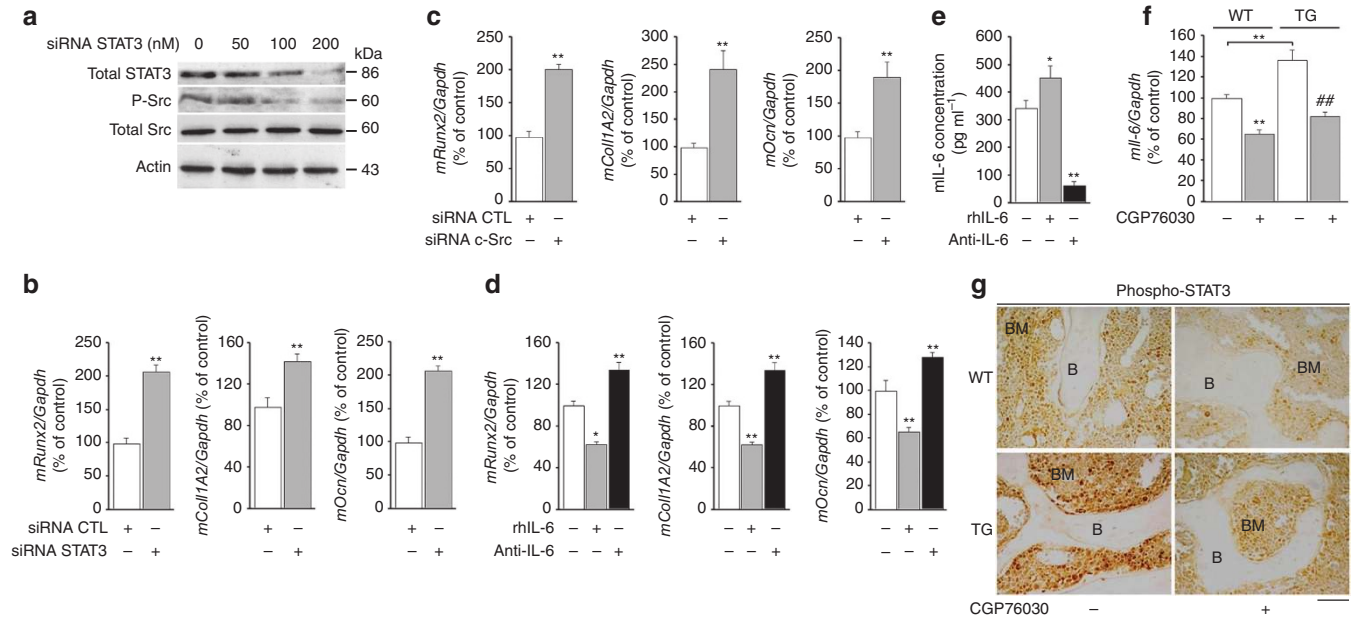 a
siRNA STAT3 (nM) 0 50 100 200
kDa
Total STAT3 – 86
P-Src – 60
Total Src – 60
Actin – 43
b
mRunx2/Gapdh
(% of control)
250
200
150
100
50
0
mColl1A2/Gapdh (% of control)
160
120
80
40
0
mOcn/Gapdh (% of control)
250
200
150
100
50
0
** ** **
siRNA CTL + – + – + –
siRNA STAT3 – + – + – +
c
mRunx2/Gapdh
(% of control)
250
200
150
100
50
0
mColl1A2/Gapdh
(% of control)
300
250
200
150
100
50
0
mOcn/Gapdh
(% of control)
250
200
150
100
50
0
** ** **
siRNA CTL + – + – + –
siRNA c-Src – + – + – +
d
mRunx2/Gapdh
(% of control)
160
120
80
40
0
* **
mColl1A2/Gapdh (% of control)
160
120
80
40
0
** **
mOcn/Gapdh (% of control)
140
120
100
80
60
40
20
0
** **
rhIL-6 – + – – + – – + –
Anti-IL-6 – – + – – + – – +
e
mIL-6 concentration
(pg ml⁻¹)
600
500
400
300
200
100
0
* **
rhIL-6 – + –
Anti-IL-6 – – +
f
WT TG
mIl-6/Gapdh
(% of control)
160
140
120
100
80
60
40
20
0
**
** ##
CGP76030 – + – +
g
Phospho-STAT3
WT
BM B B BM
TG
BM B B BM
CGP76030 – +